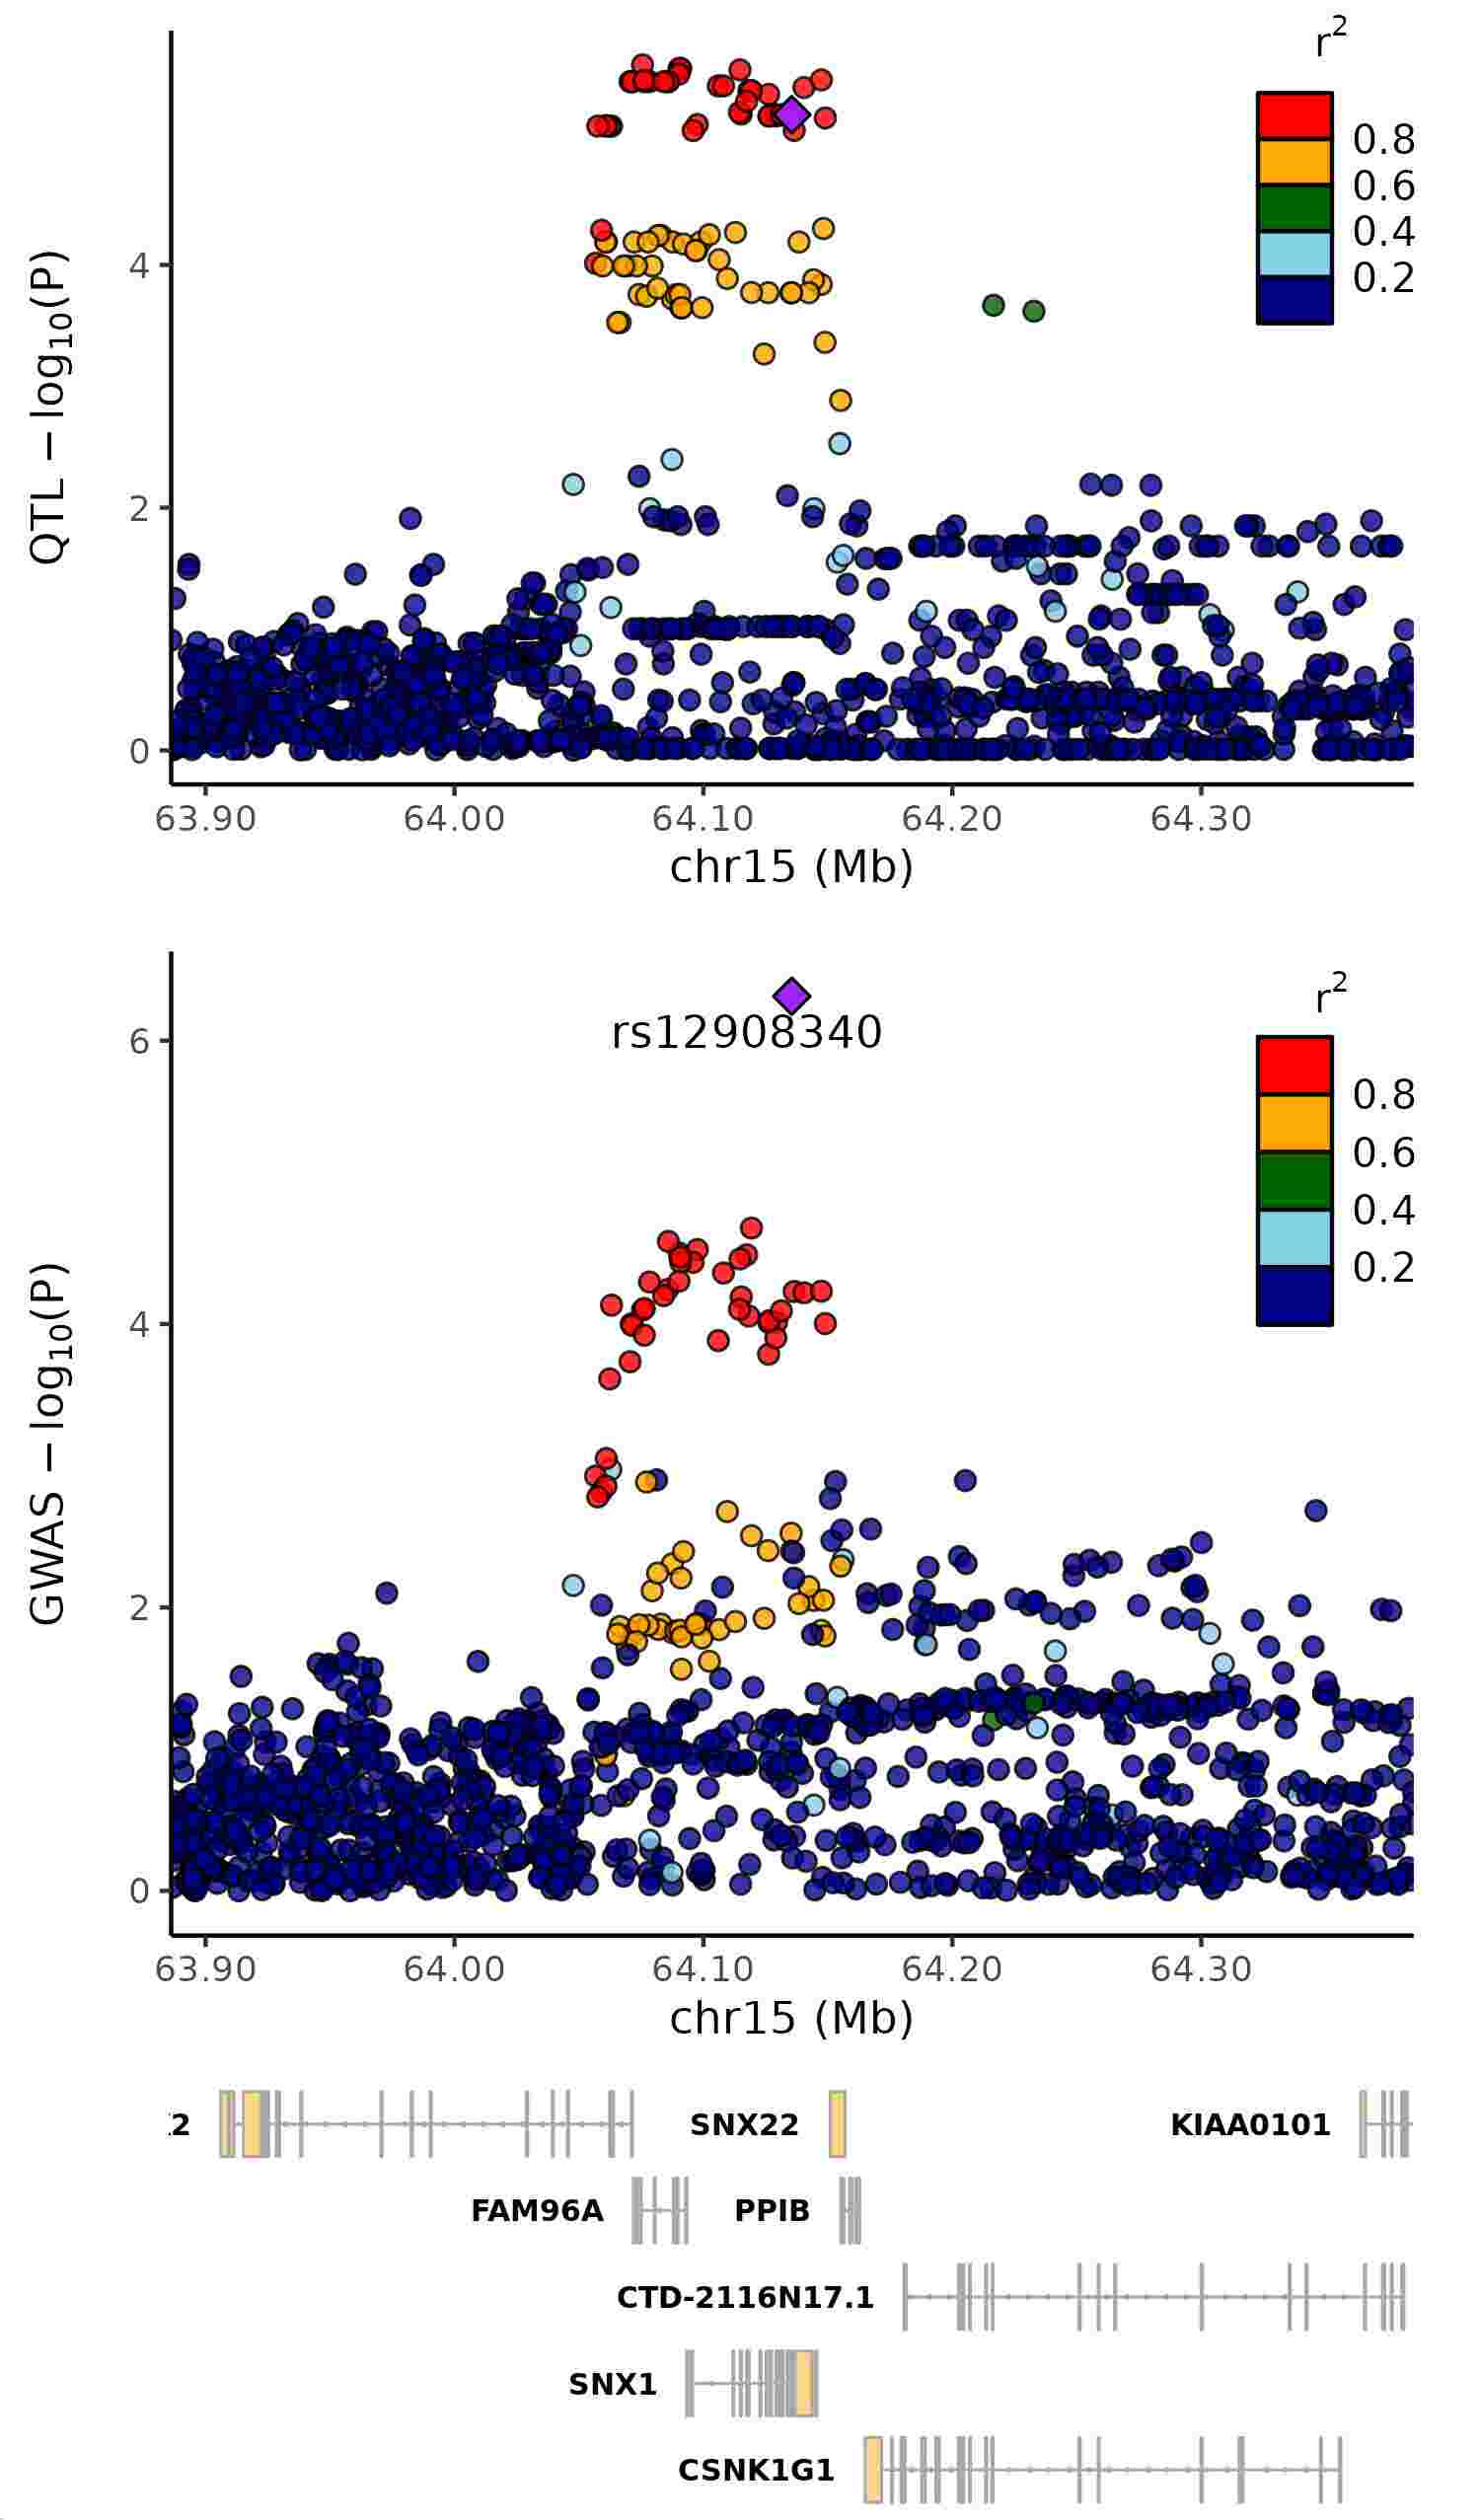 r2
0.8
0.6
0.4
0.2
QTL −log10(P)
4
2
0
63.90 64.00 64.10 64.20 64.30
chr15 (Mb)
rs12908340
r2
0.8
0.6
0.4
0.2
GWAS −log10(P)
6
4
2
0
63.90 64.00 64.10 64.20 64.30
chr15 (Mb)
2 SNX22 KIAA0101
FAM96A PPIB
CTD-2116N17.1
SNX1
CSNK1G1